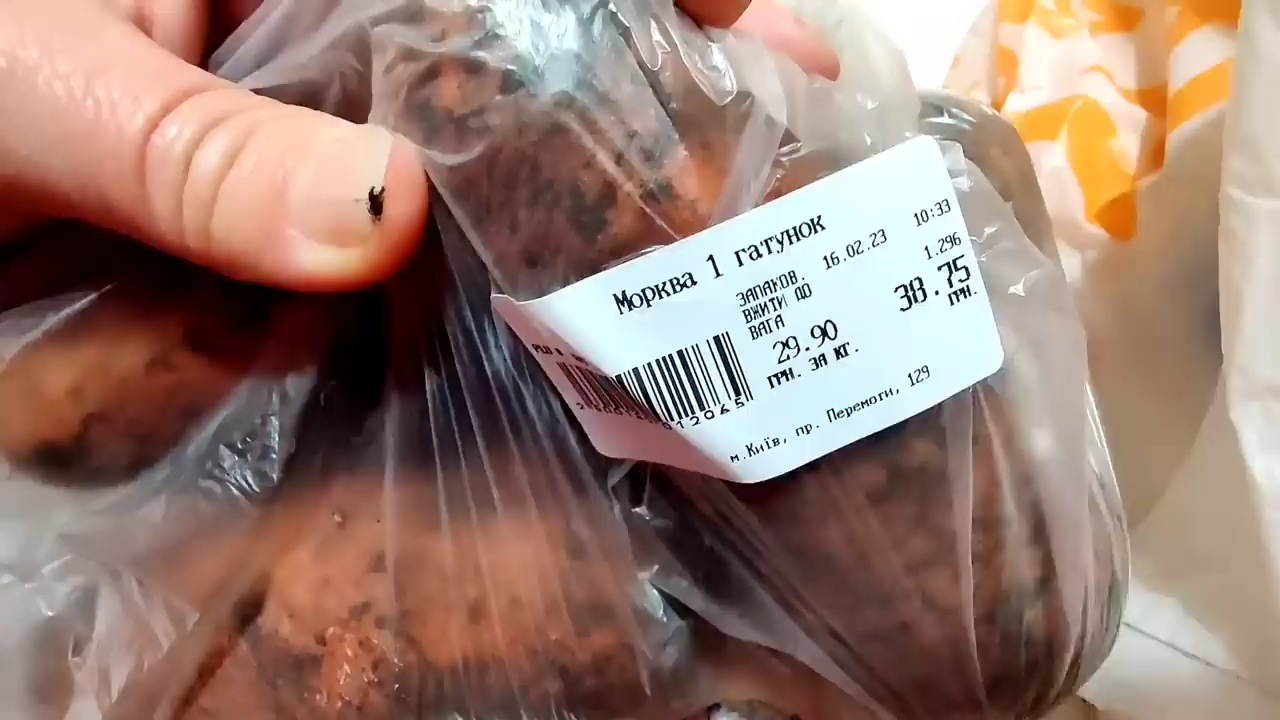 Морква 1 гатунок
ЗАПАКОВ. 16.02.23 10:33
ВЖИТИ ДО
ВАГА 1.296
29.90 38.75
ГРН. ЗА КГ. ГРН.
м.Київ, пр. Перемоги, 129